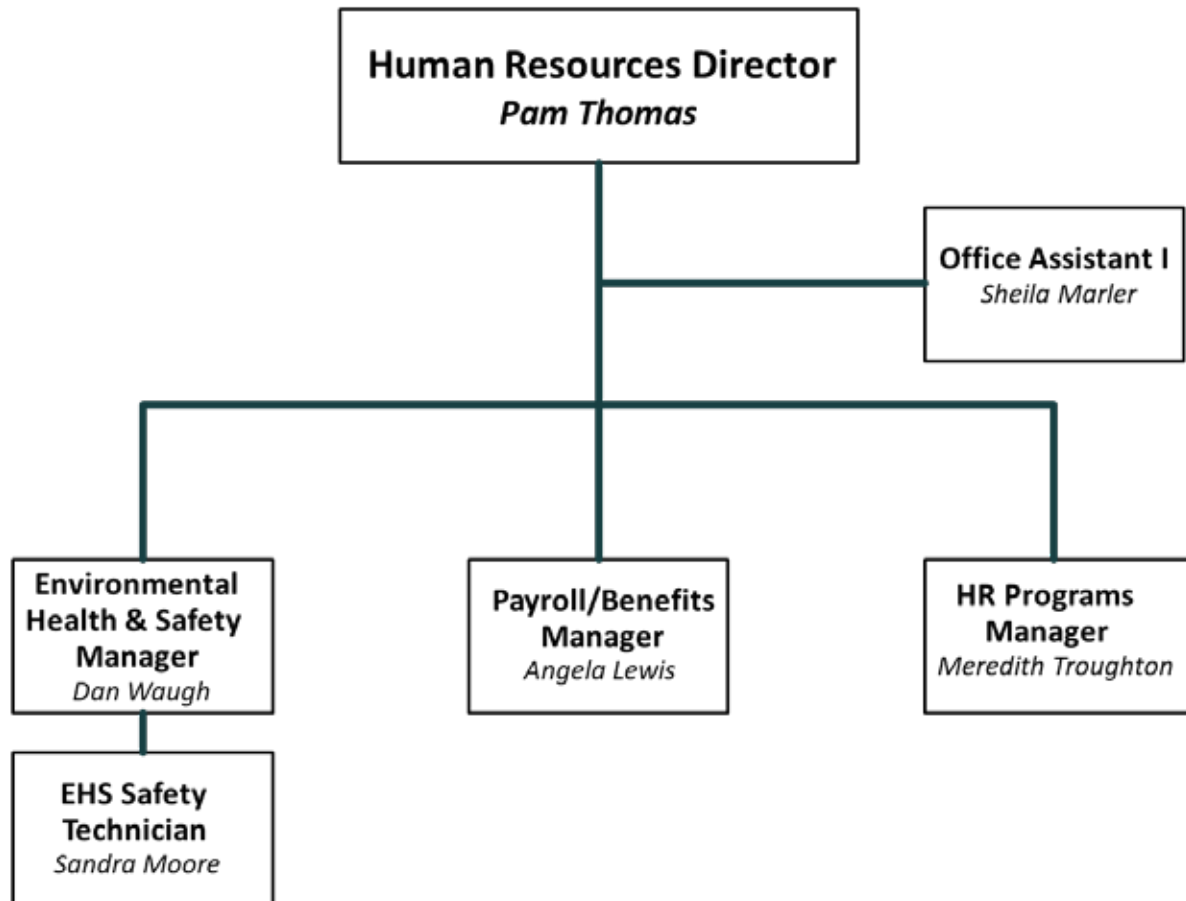 Human Resources Director
Pam Thomas
Office Assistant I
Sheila Marler
Environmental
Health & Safety
Manager
Dan Waugh
Payroll/Benefits
Manager
Angela Lewis
HR Programs
Manager
Meredith Troughton
EHS Safety
Technician
Sandra Moore